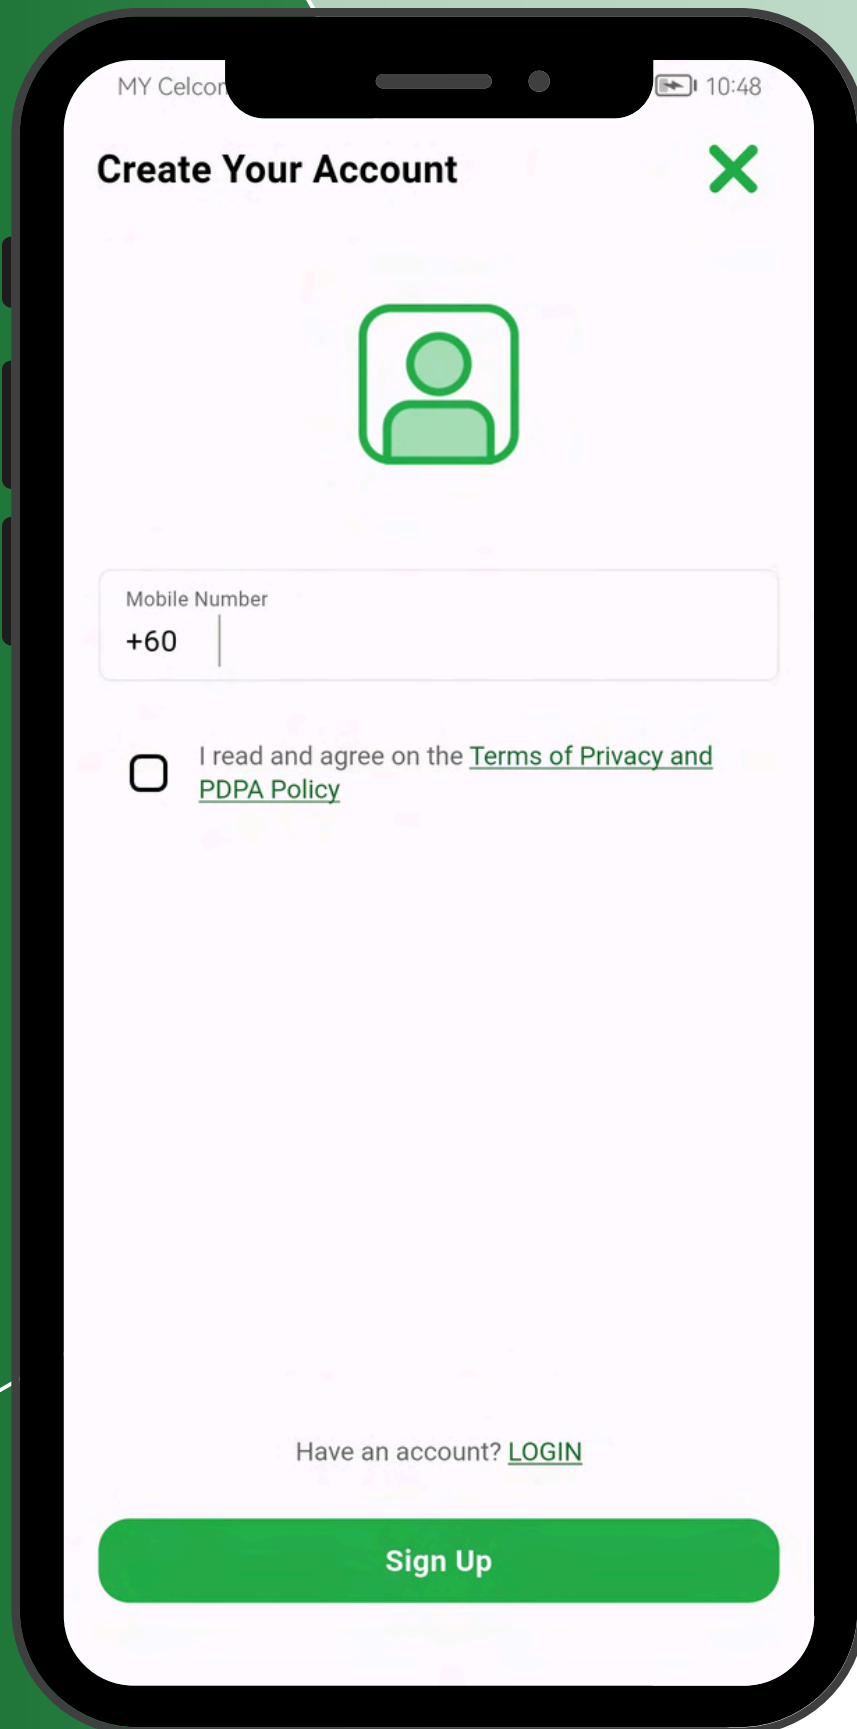 MY Celcom
10:48
Create Your Account
Mobile Number
+60
I read and agree on the Terms of Privacy and
PDPA Policy
Have an account? LOGIN
Sign Up